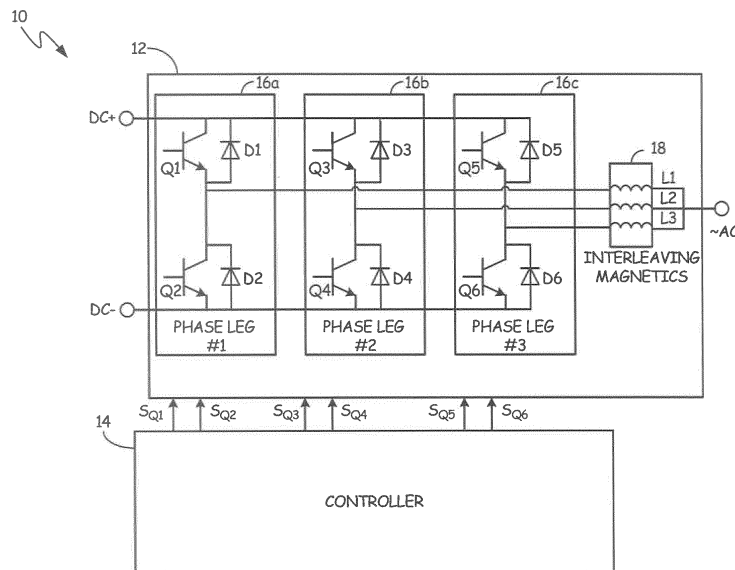 10
12
16a
16b
16c
DC+
Q1
D1
Q3
D3
Q5
D5
18
L1
L2
L3
~AC
INTERLEAVING
MAGNETICS
Q2
D2
Q4
D4
Q6
D6
DC-
PHASE LEG
#1
PHASE LEG
#2
PHASE LEG
#3
SQ1
SQ2
SQ3
SQ4
SQ5
SQ6
14
CONTROLLER